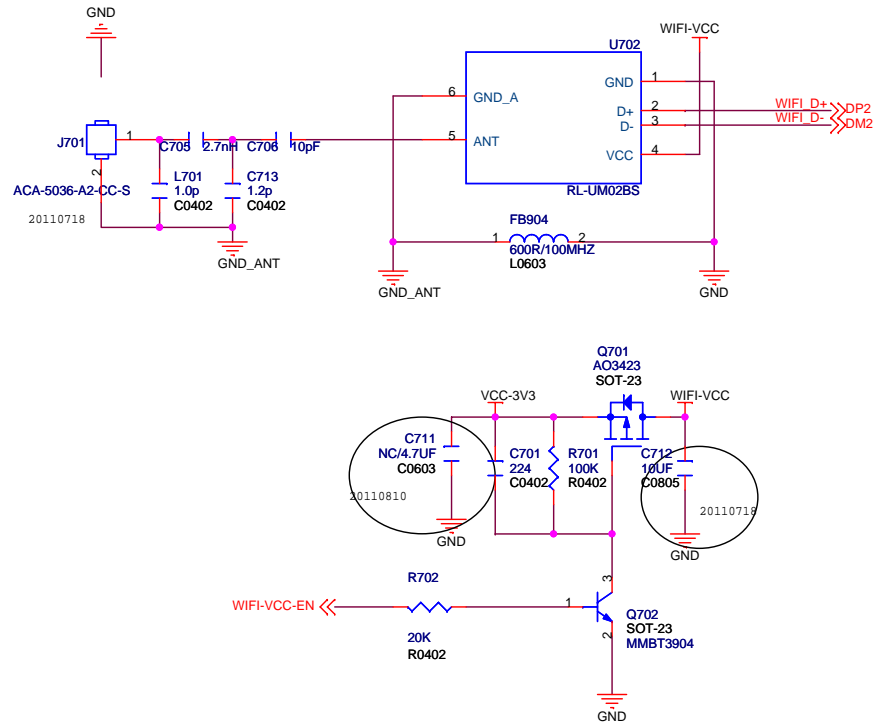 GND
J701
1
2
ACA-5036-A2-CC-S
20110718
C705
2.7nH
C706
10pF
L701
1.0p
C0402
C713
1.2p
C0402
GND_ANT
U702
WIFI-VCC
6
GND_A
5
ANT
GND
1
D+
2
WIFI_D+
DP2
D-
3
WIFI_D-
DM2
VCC
4
RL-UM02BS
FB904
1
2
600R/100MHZ
L0603
GND_ANT
GND
Q701
AO3423
SOT-23
VCC-3V3
WIFI-VCC
C711
NC/4.7UF
C0603
20110810
GND
C701
224
C0402
R701
100K
R0402
C712
10UF
C0805
20110718
GND
WIFI-VCC-EN
R702
20K
R0402
3
1
2
Q702
SOT-23
MMBT3904
GND